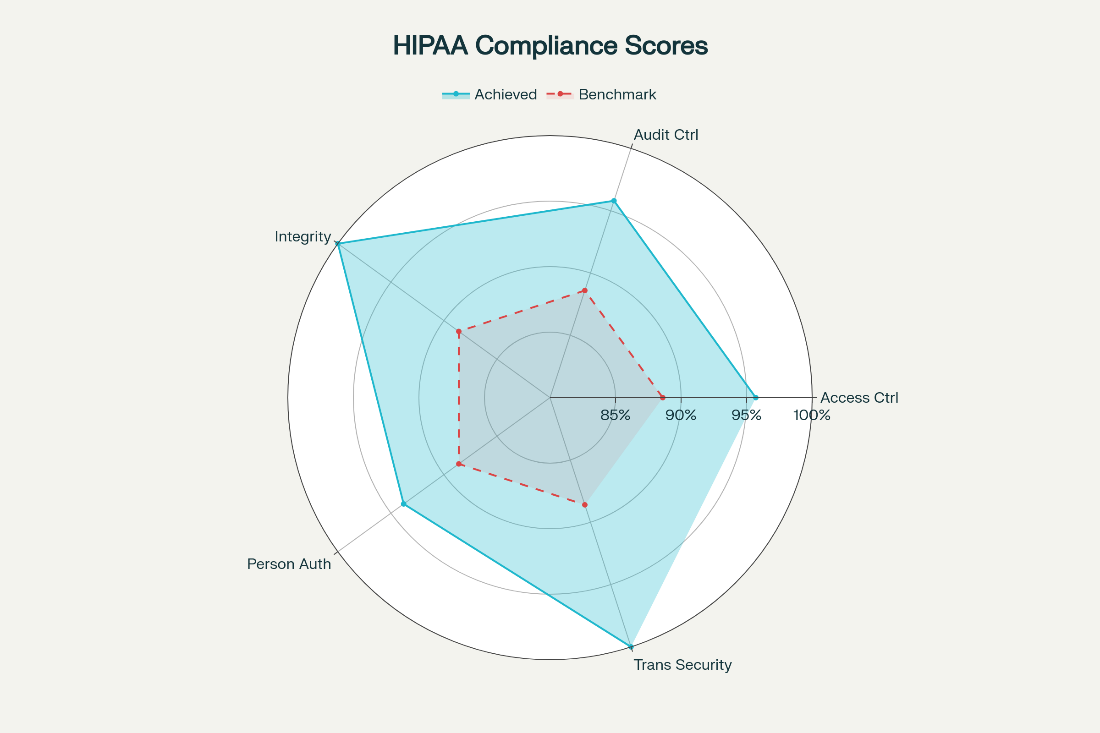 HIPAA Compliance Scores
Achieved
Benchmark
Audit Ctrl
Integrity
Access Ctrl
85%
90%
95%
100%
Person Auth
Trans Security